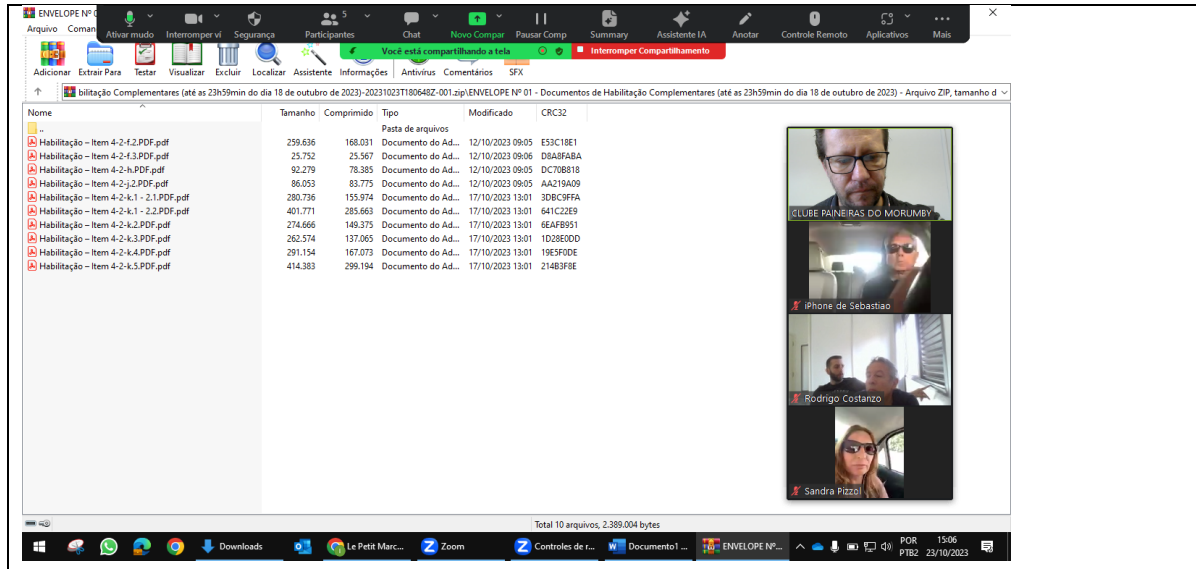 ENVELOPE Nº
Arquivo Coman
Ativar mudo Interromper ví Segurança Participantes 5 Chat Novo Compar Pausar Comp Summary Assistente IA Anotar Controle Remoto Aplicativos Mais
Você está compartilhando a tela Interromper Compartilhamento
Adicionar Extrair Para Testar Visualizar Excluir Localizar Assistente Informações Antivírus Comentários SFX
bilitação Complementares (até as 23h59min do dia 18 de outubro de 2023)-20231023T180648Z-001.zip\ENVELOPE Nº 01 - Documentos de Habilitação Complementares (até as 23h59min do dia 18 de outubro de 2023) - Arquivo ZIP, tamanho d
Nome Tamanho Comprimido Tipo Modificado CRC32
.. Pasta de arquivos
Habilitação – Item 4-2-f.2.PDF.pdf 259.636 168.031 Documento do Ad... 12/10/2023 09:05 E53C18E1
Habilitação – Item 4-2-f.3.PDF.pdf 25.752 25.567 Documento do Ad... 12/10/2023 09:06 D8A8FABA
Habilitação – Item 4-2-h.PDF.pdf 92.279 78.385 Documento do Ad... 12/10/2023 09:05 DC70B818
Habilitação – Item 4-2-j.2.PDF.pdf 86.053 83.775 Documento do Ad... 12/10/2023 09:05 AA219A09
Habilitação – Item 4-2-k.1 - 2.1.PDF.pdf 280.736 155.974 Documento do Ad... 17/10/2023 13:01 3DBC9FFA
Habilitação – Item 4-2-k.1 - 2.2.PDF.pdf 401.771 285.663 Documento do Ad... 17/10/2023 13:01 641C22E9
Habilitação – Item 4-2-k.2.PDF.pdf 274.666 149.375 Documento do Ad... 17/10/2023 13:01 6EAFB951
Habilitação – Item 4-2-k.3.PDF.pdf 262.574 137.065 Documento do Ad... 17/10/2023 13:01 1D28E0DD
Habilitação – Item 4-2-k.4.PDF.pdf 291.154 167.073 Documento do Ad... 17/10/2023 13:01 19E5F0DE
Habilitação – Item 4-2-k.5.PDF.pdf 414.383 299.194 Documento do Ad... 17/10/2023 13:01 214B3F8E
CLUBE PAINEIRAS DO MORUMBY
iPhone de Sebastiao
Rodrigo Costanzo
Sandra Pizzol
Total 10 arquivos, 2.389.004 bytes
Downloads Le Petit Marc... Zoom Controles de r... Documento1 ... ENVELOPE Nº... POR 15:06
PTB2 23/10/2023